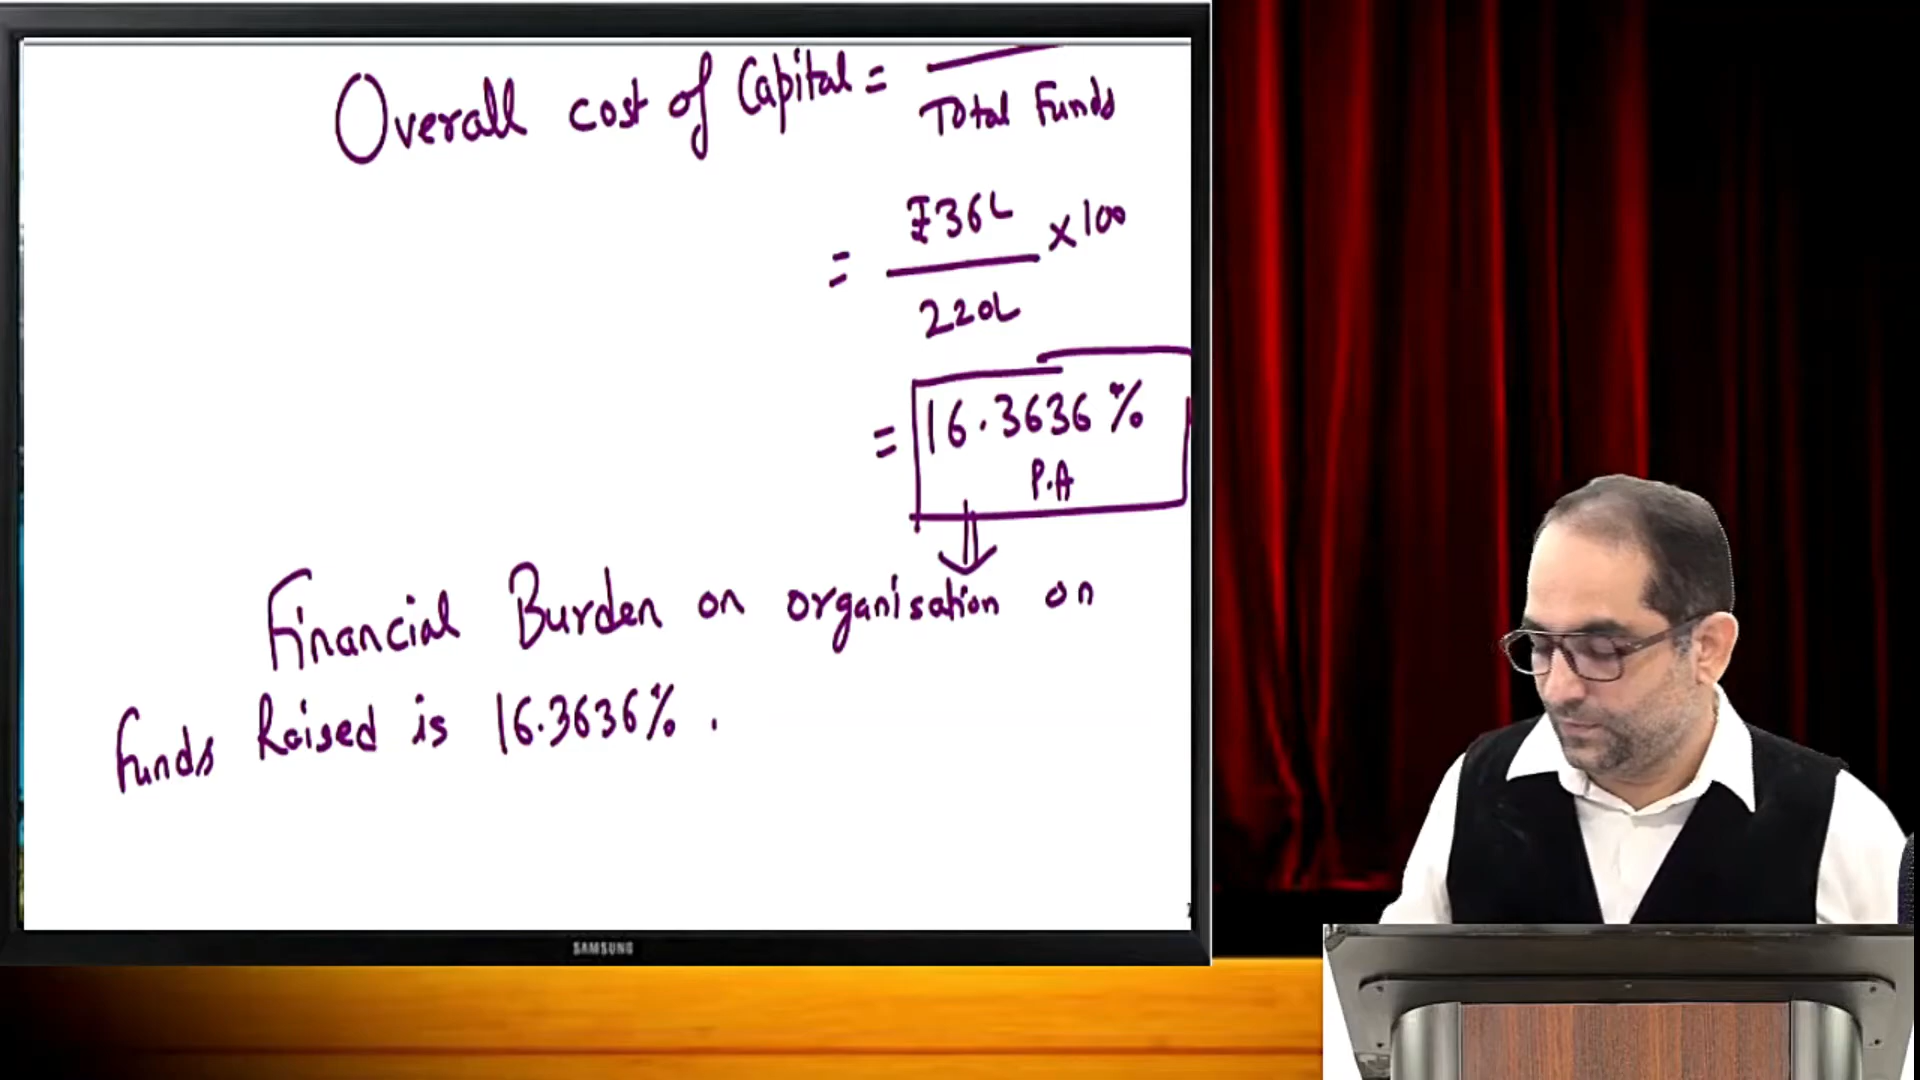 Overall cost of Capital =
Total Funds
= ₹36L × 100
220L
= 16.3636%
P.A
Financial Burden on organisation on
Funds Raised is 16.3636%.
SAMSUNG